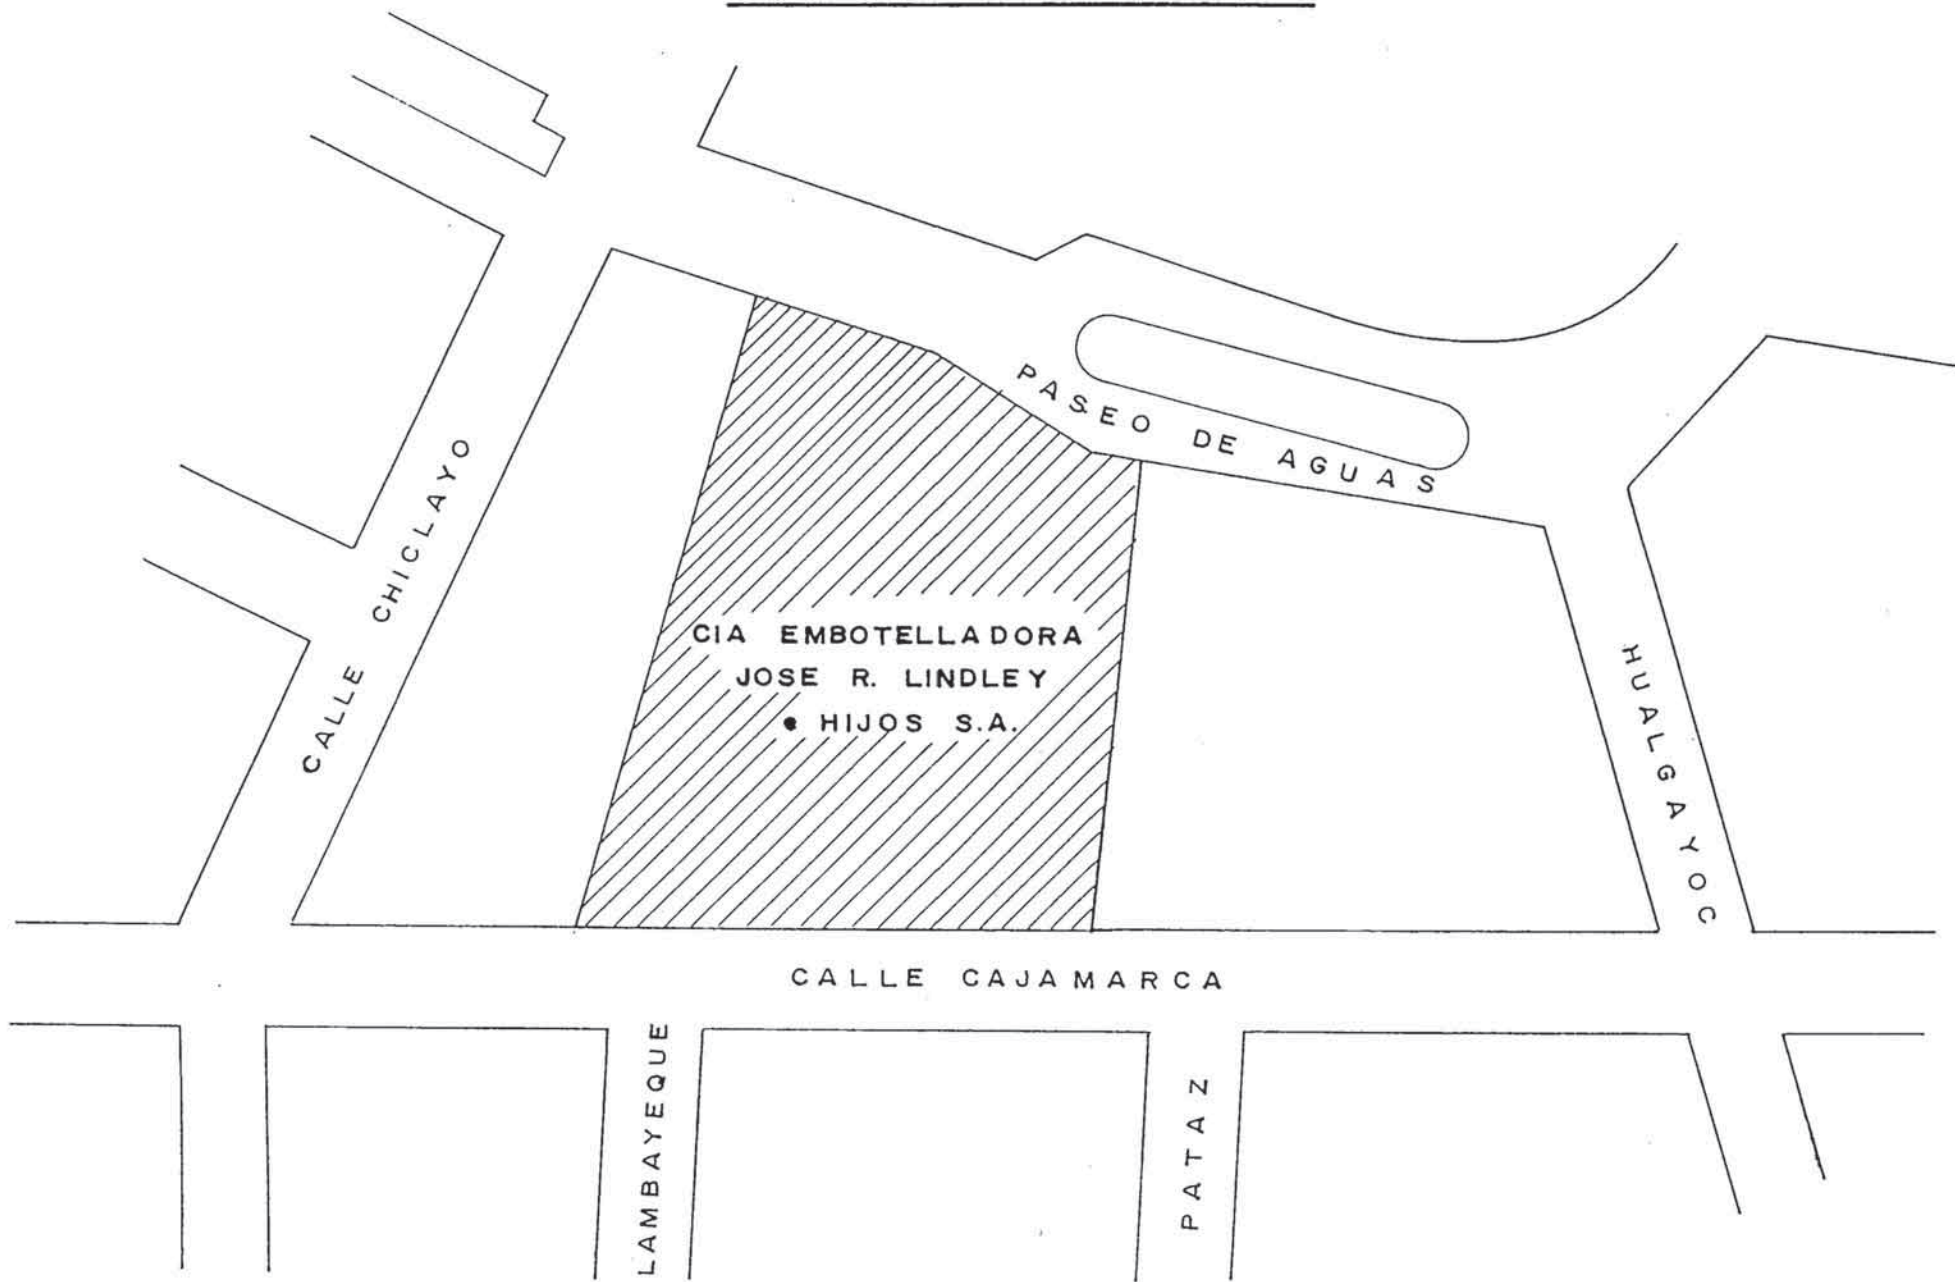 PASEO DE AGUAS
CALLE CHICLAYO
CIA EMBOTELLADORA
JOSE R. LINDLEY
e HIJOS S.A.
HUALGAYOC
CALLE CAJAMARCA
LAMBAYEQUE
PATAZ